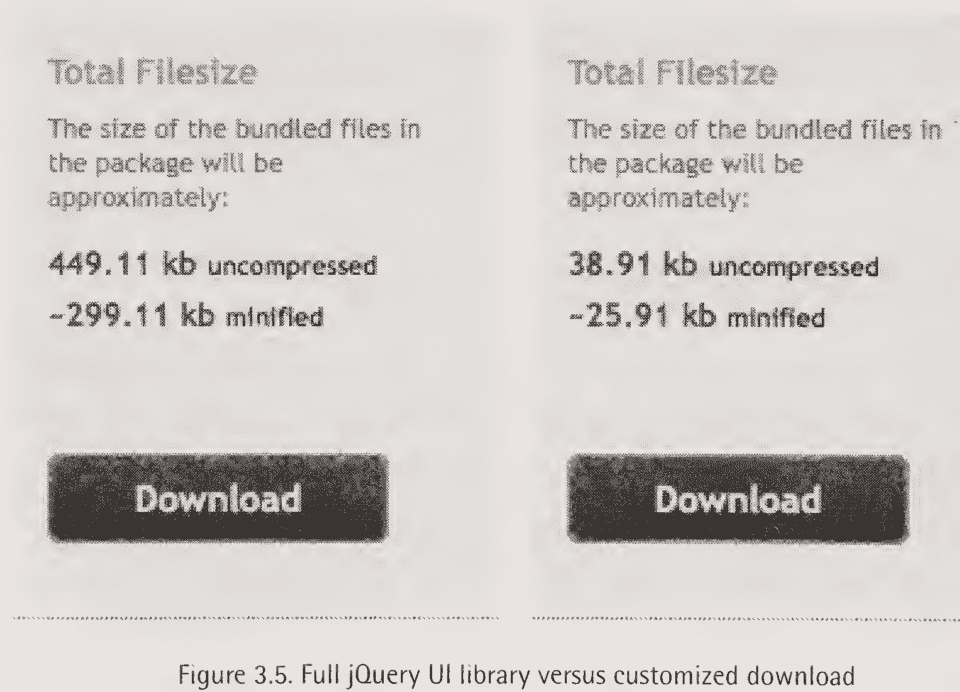 Total Filesize
The size of the bundled files in
the package will be
approximately:
449.11 kb uncompressed
~299.11 kb minified
Download
Total Filesize
The size of the bundled files in
the package will be
approximately:
38.91 kb uncompressed
~25.91 kb minified
Download
Figure 3.5. Full jQuery UI library versus customized download